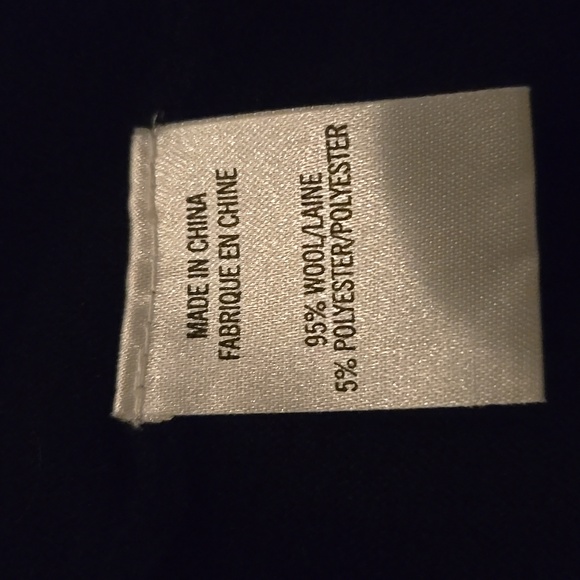 MADE IN CHINA
FABRIQUE EN CHINE
95% WOOL/LAINE
5% POLYESTER/POLYESTER